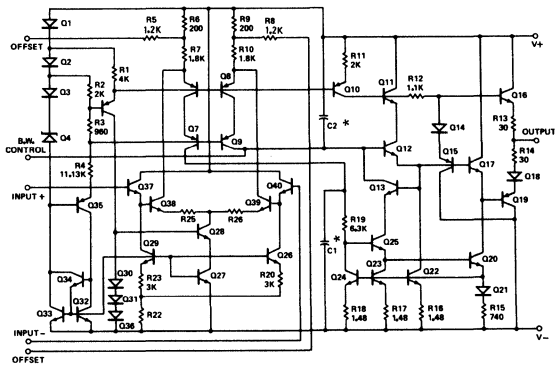 Q1
R5
1.2K
R6
200
R9
200
R8
1.2K
V+
OFFSET
Q2
R1
4K
R7
1.8K
R10
1.8K
R11
2K
Q3
R2
2K
Q8
Q10
Q11
R12
1.1K
Q16
R3
980
C2 *
R13
30
Q4
Q7
Q9
Q14
OUTPUT
B.W.
CONTROL
Q12
Q15
R14
30
R4
11.13K
Q17
Q18
INPUT +
Q37
Q38
Q39
Q40
Q13
Q19
Q35
R25
R26
R19
6.3K
Q28
Q25
Q29
Q26
C1 *
Q34
Q30
R23
3K
Q27
R20
3K
Q24
Q23
Q22
Q20
Q31
Q21
Q33
Q32
Q36
R22
R18
1.48
R17
1.48
R16
1.48
R15
740
INPUT-
V-
OFFSET